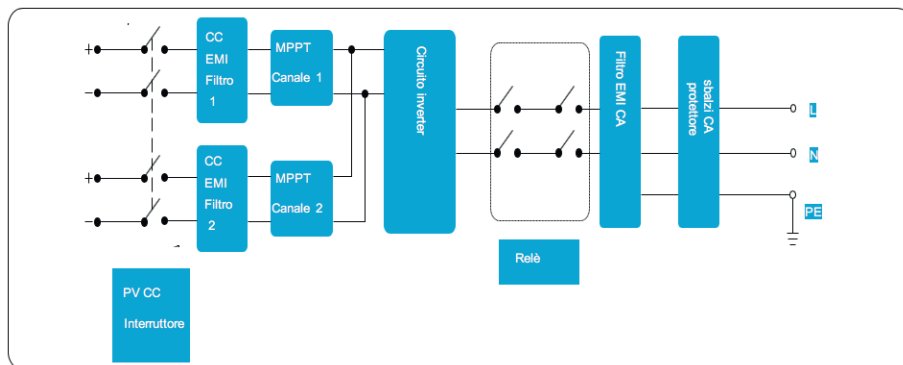 +
CC
EMI
Filtro
1
MPPT
Canale 1
−
Circuito inverter
Filtro EMI CA
sbalzi CA
protettore
L
N
PE
+
CC
EMI
Filtro
2
MPPT
Canale 2
−
Relè
PV CC
Interruttore